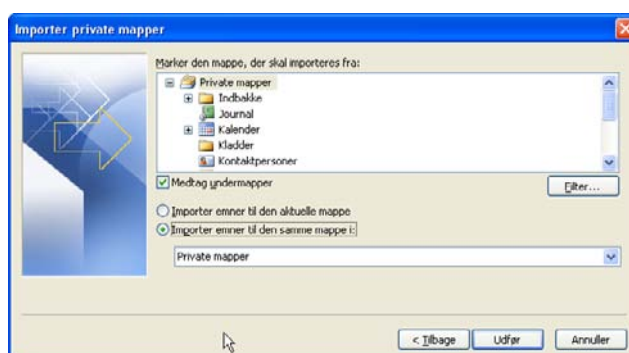 Importer private mapper
Marker den mappe, der skal importeres fra:
Private mapper
Indbakke
Journal
Kalender
Kladder
Kontaktpersoner
Medtag undermapper
Filter...
Importer emner til den aktuelle mappe
Importer emner til den samme mappe i:
Private mapper
< Tilbage
Udfør
Annuller